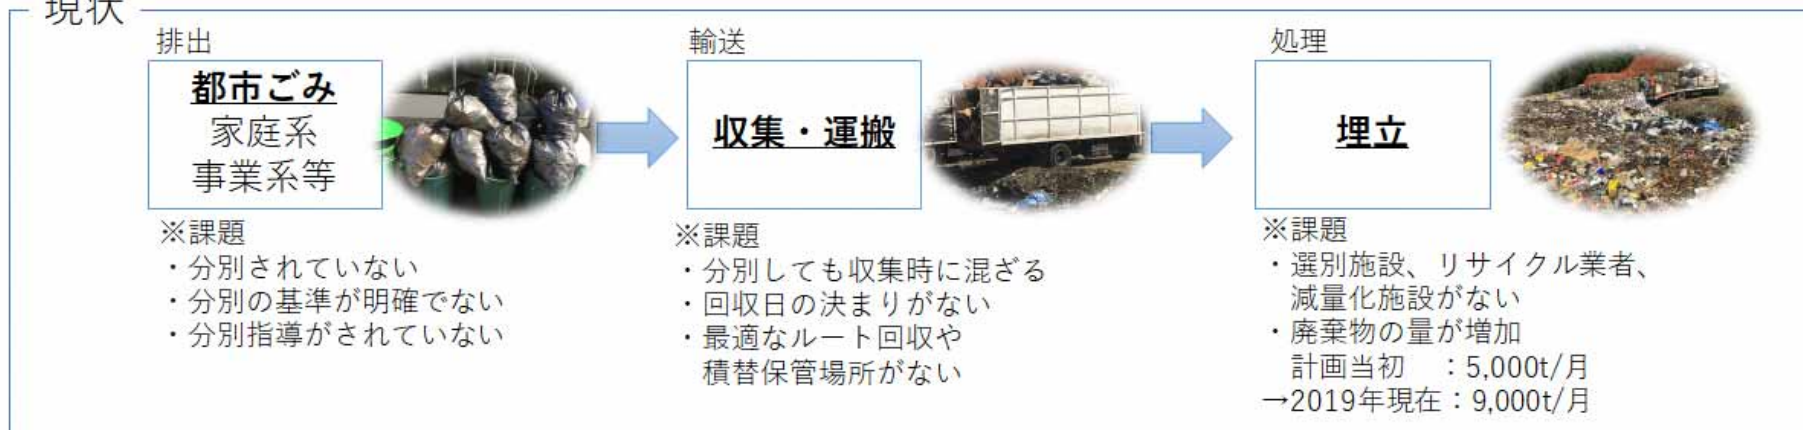 現状
排出
都市ごみ
家庭系
事業系等
※課題
・分別されていない
・分別の基準が明確でない
・分別指導がされていない
輸送
収集・運搬
※課題
・分別しても収集時に混ざる
・回収日の決まりがない
・最適なルート回収や
積替保管場所がない
処理
埋立
※課題
・選別施設、リサイクル業者、
減量化施設がない
・廃棄物の量が増加
計画当初　：5,000t/月
→2019年現在：9,000t/月